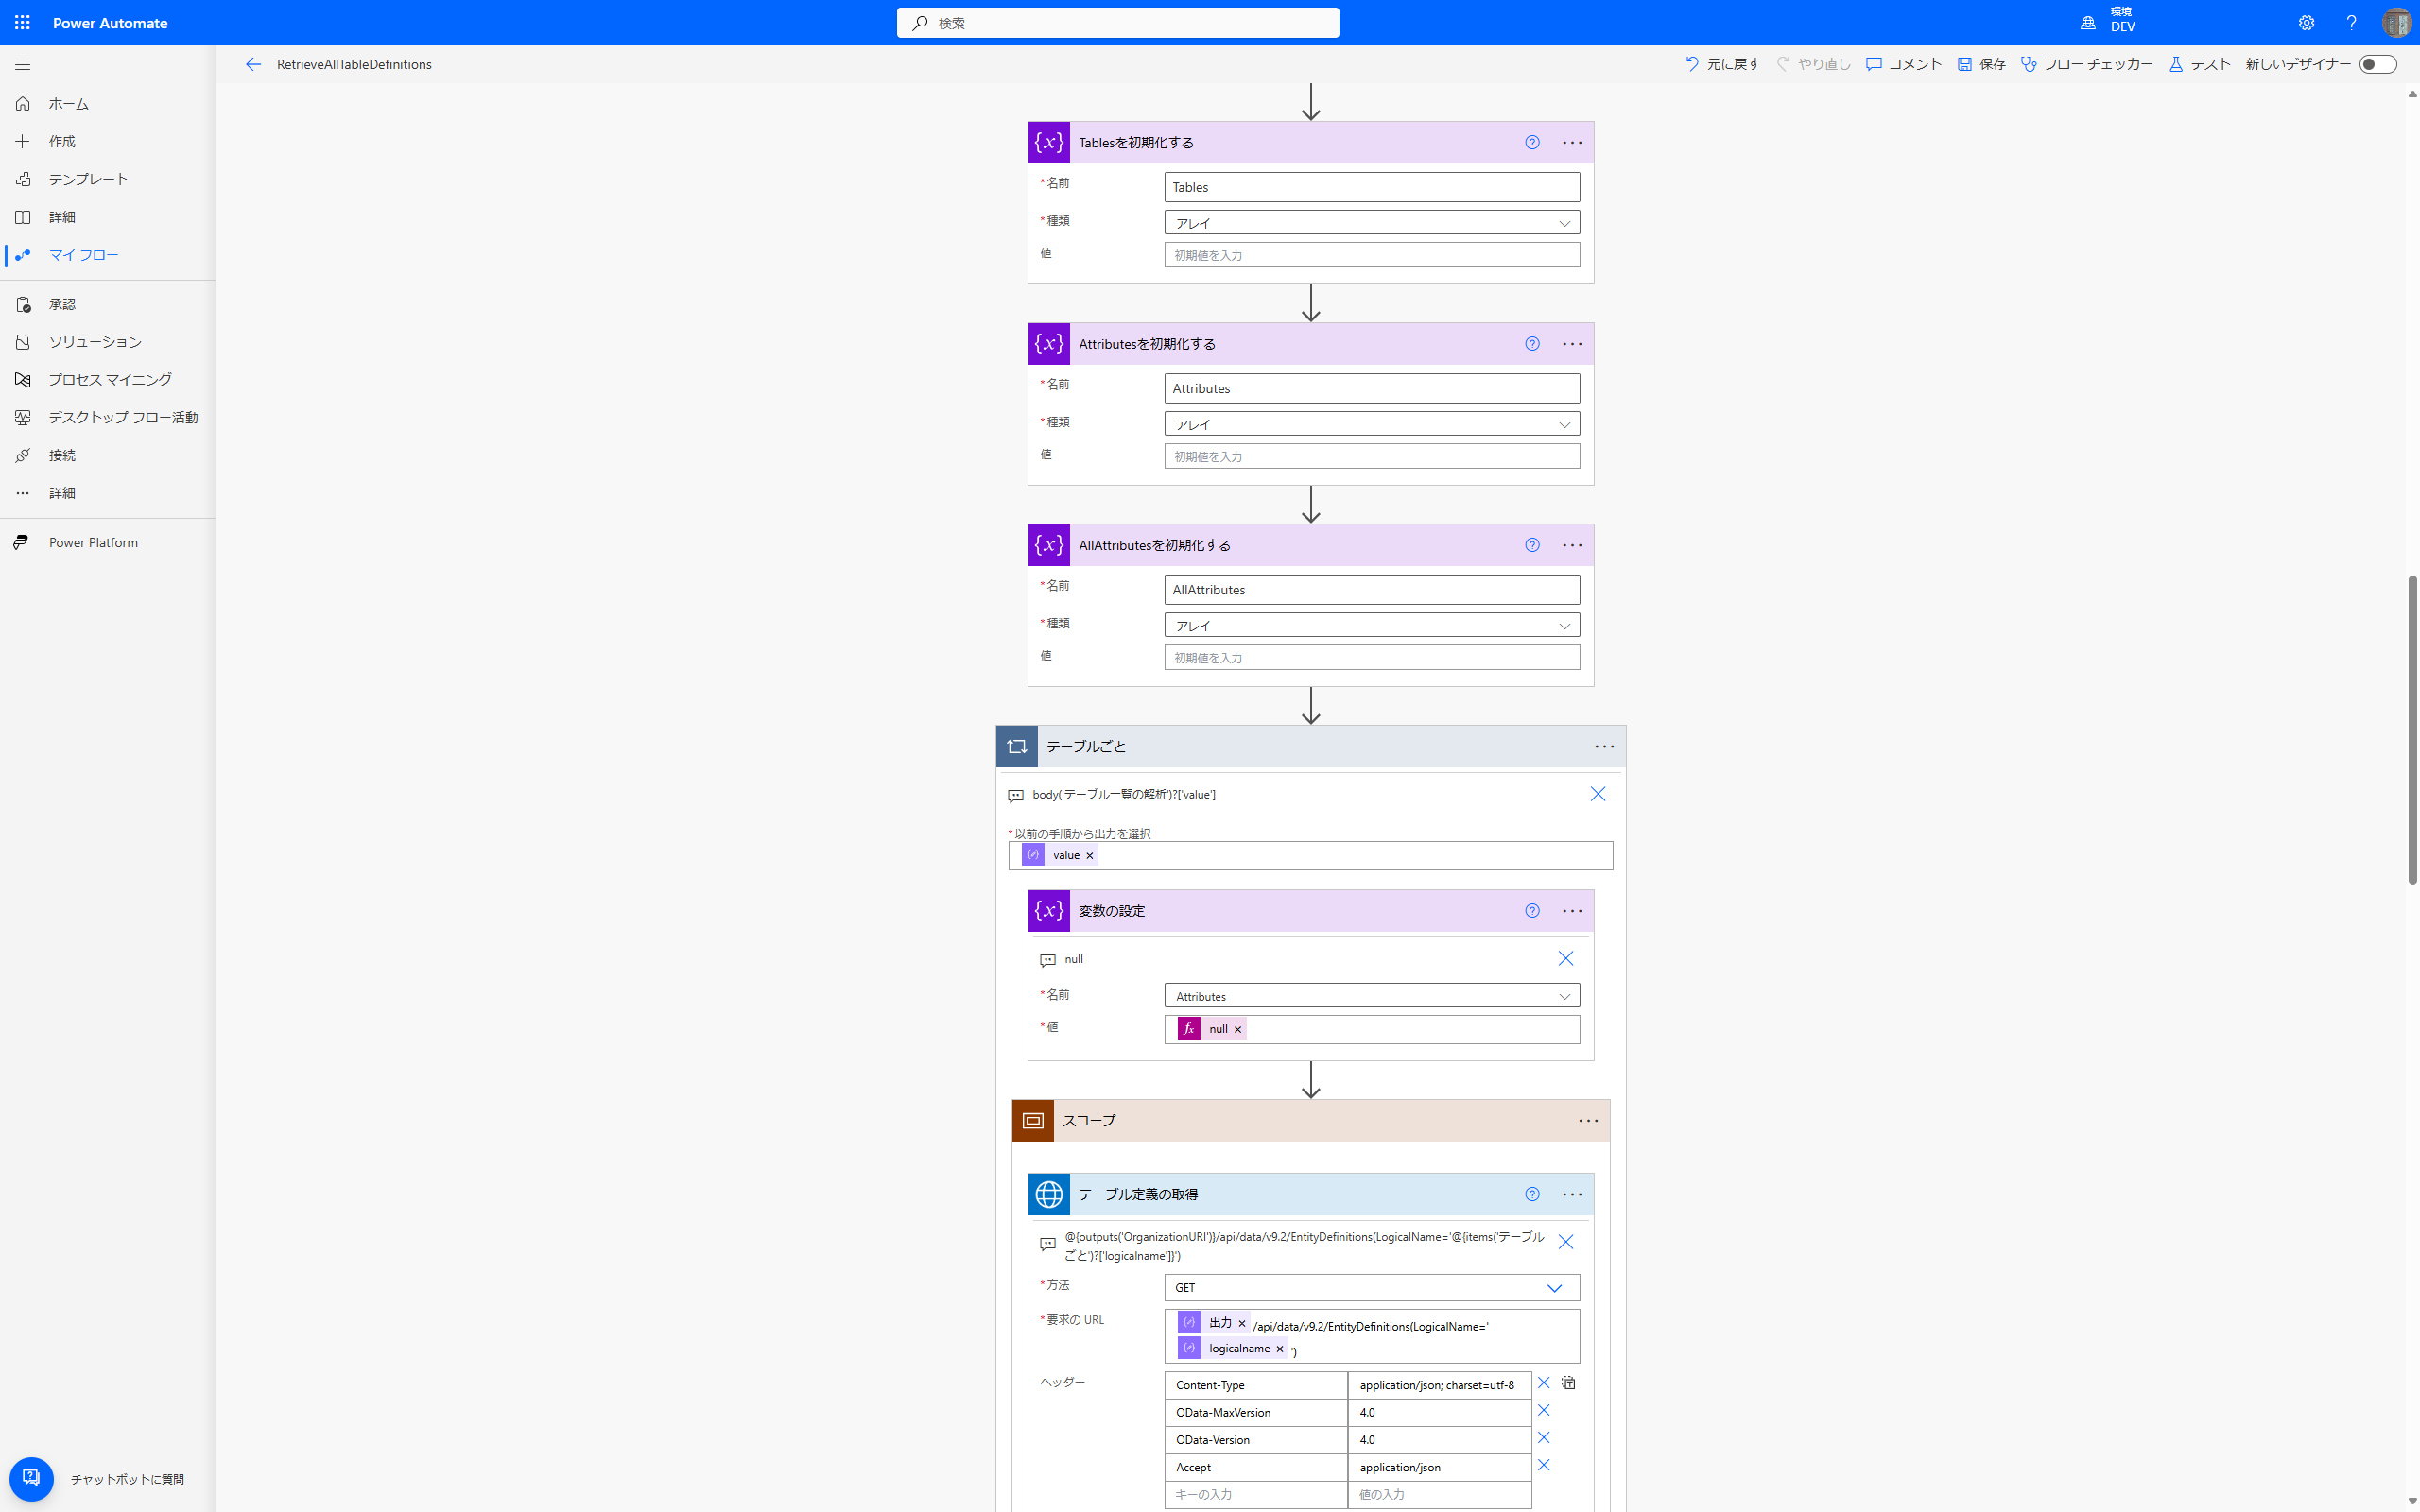 Power Automate
検索
環境
DEV
RetrieveAllTableDefinitions
元に戻す
やり直し
コメント
保存
フロー チェッカー
テスト
新しいデザイナー
ホーム
作成
テンプレート
詳細
マイ フロー
承認
ソリューション
プロセス マイニング
デスクトップ フロー活動
接続
詳細
Power Platform
チャットボットに質問
{x} Tablesを初期化する
*名前 Tables
*種類 アレイ
値 初期値を入力
{x} Attributesを初期化する
*名前 Attributes
*種類 アレイ
値 初期値を入力
{x} AllAttributesを初期化する
*名前 AllAttributes
*種類 アレイ
値 初期値を入力
テーブルごと
body('テーブル一覧の解析')?['value']
*以前の手順から出力を選択
value ×
{x} 変数の設定
null
*名前 Attributes
*値 fx null ×
スコープ
テーブル定義の取得
@{outputs('OrganizationURI')}/api/data/v9.2/EntityDefinitions(LogicalName='@{items('テーブル
ごと')?['logicalname']}')
*方法 GET
*要求の URL 出力 × /api/data/v9.2/EntityDefinitions(LogicalName='
logicalname × ')
ヘッダー Content-Type application/json; charset=utf-8
OData-MaxVersion 4.0
OData-Version 4.0
Accept application/json
キーの入力 値の入力